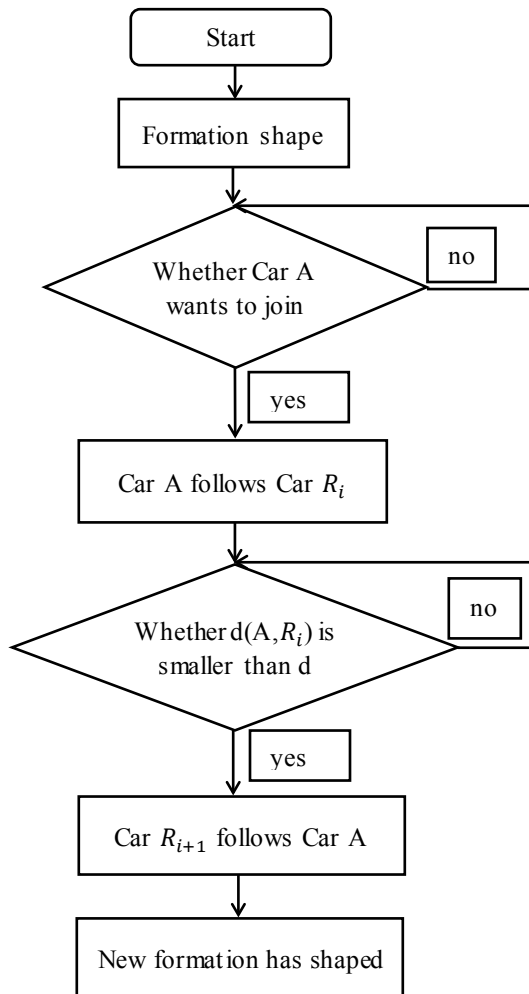 Start
Formation shape
Whether Car A
wants to join
no
yes
Car A follows Car R_i
Whether d(A, R_i) is
smaller than d
no
yes
Car R_{i+1} follows Car A
New formation has shaped